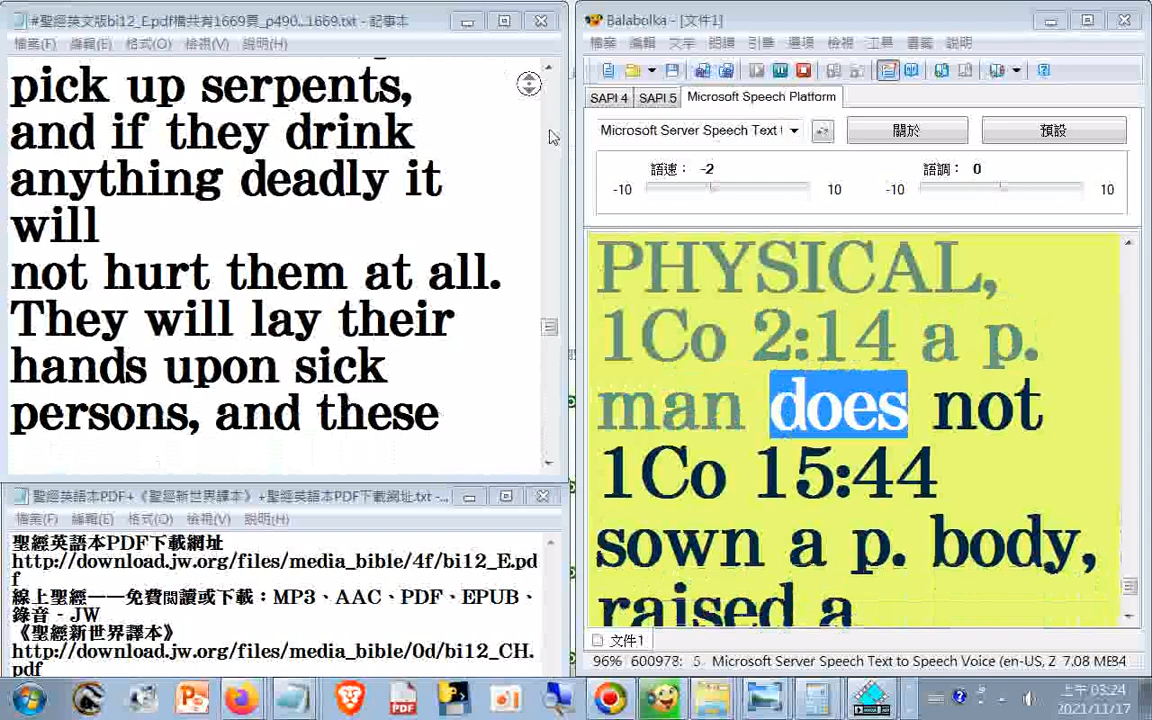 #聖經英文版bi12_E.pdf檔共有1669頁_p490...1669.txt - 記事本
檔案(F) 編輯(E) 格式(O) 檢視(V) 說明(H)
pick up serpents,
and if they drink
anything deadly it
will
not hurt them at all.
They will lay their
hands upon sick
persons, and these
聖經英語本PDF+《聖經新世界譯本》+聖經英語本PDF下載網址.txt - ...
檔案(F) 編輯(E) 格式(O) 檢視(V) 說明(H)
聖經英語本PDF下載網址
http://download.jw.org/files/media_bible/4f/bi12_E.pd
f
線上聖經——免費閱讀或下載：MP3、AAC、PDF、EPUB、
錄音 - JW
《聖經新世界譯本》
http://download.jw.org/files/media_bible/0d/bi12_CH.
pdf
Balabolka - [文件1]
檔案 編輯 文字 朗讀 引擎 選項 檢視 工具 書籤 說明
SAPI 4 SAPI 5 Microsoft Speech Platform
Microsoft Server Speech Text 關於 預設
語速： -2 語調： 0
-10 10 -10 10
PHYSICAL,
1Co 2:14 a p.
man does not
1Co 15:44
sown a p. body,
raised a
文件1
96% 600978: 5 Microsoft Server Speech Text to Speech Voice (en-US, Z 7.08 MB
上午 03:24
2021/11/17